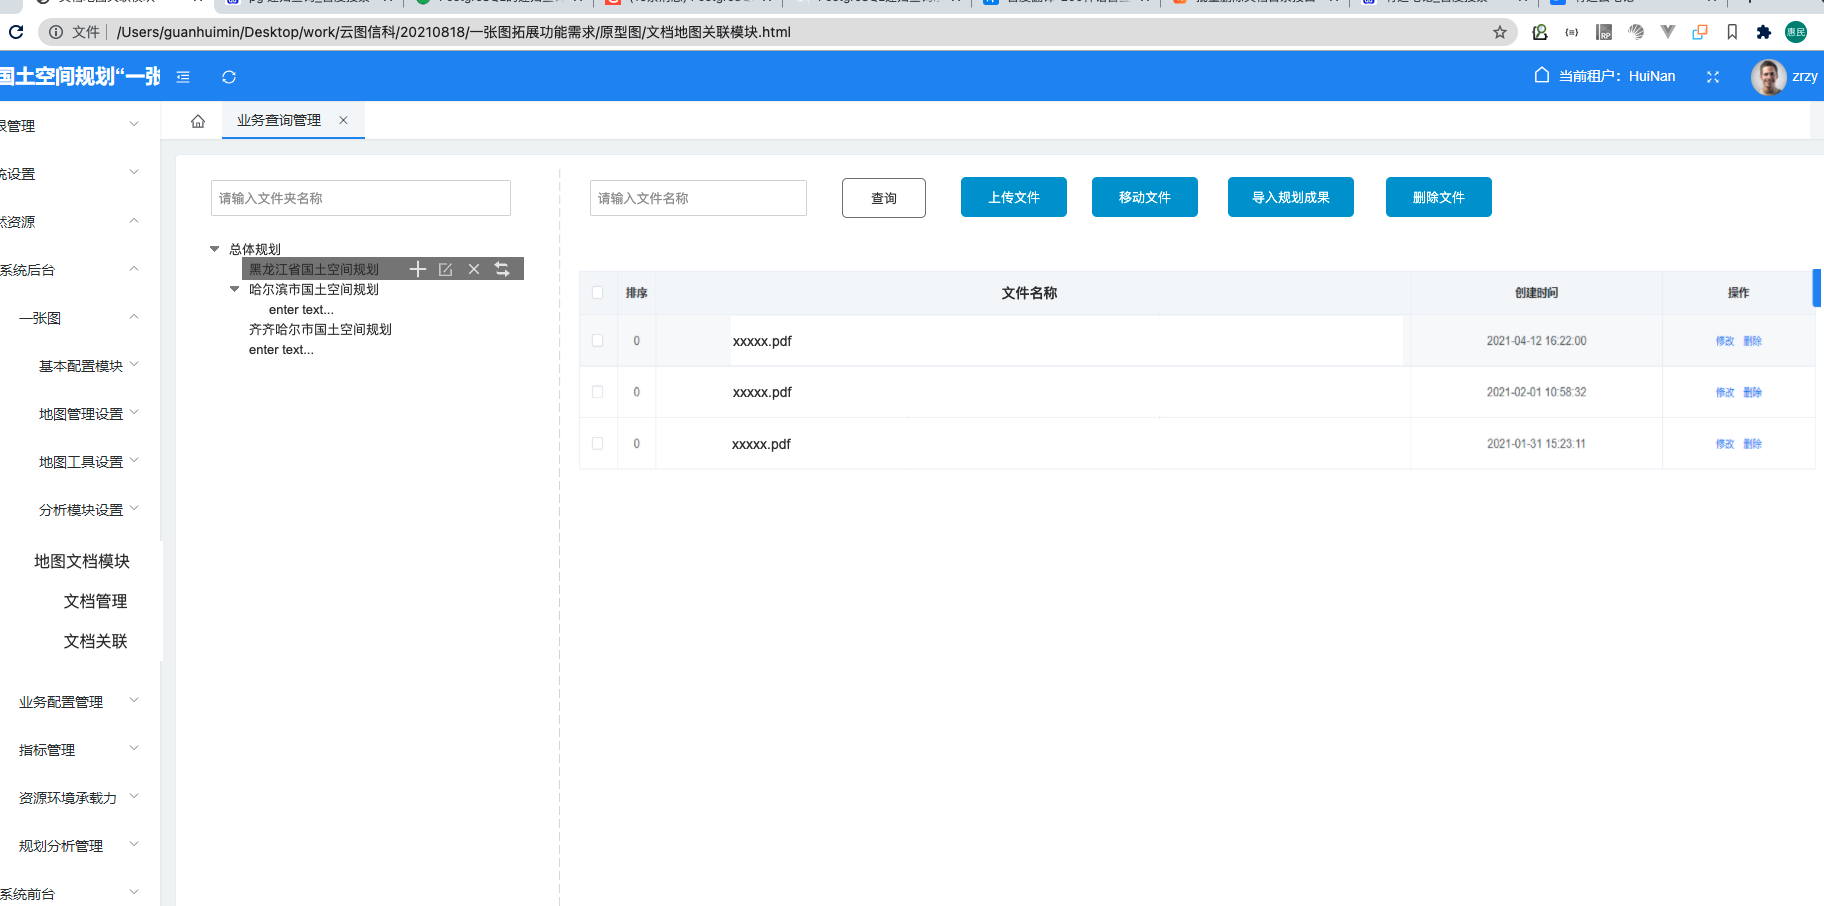 文件 /Users/guanhuimin/Desktop/work/云图信科/20210818/一张图拓展功能需求/原型图/文档地图关联模块.html
惠民
国土空间规划“一张
当前租户：HuiNan
zrzy
业务查询管理
限管理
统设置
然资源
系统后台
一张图
基本配置模块
地图管理设置
地图工具设置
分析模块设置
地图文档模块
文档管理
文档关联
业务配置管理
指标管理
资源环境承载力
规划分析管理
系统前台
请输入文件夹名称
总体规划
黑龙江省国土空间规划
哈尔滨市国土空间规划
enter text...
齐齐哈尔市国土空间规划
enter text...
请输入文件名称 查询 上传文件 移动文件 导入规划成果 删除文件
排序 文件名称 创建时间 操作
0 xxxxx.pdf 2021-04-12 16:22:00 修改 删除
0 xxxxx.pdf 2021-02-01 10:58:32 修改 删除
0 xxxxx.pdf 2021-01-31 15:23:11 修改 删除